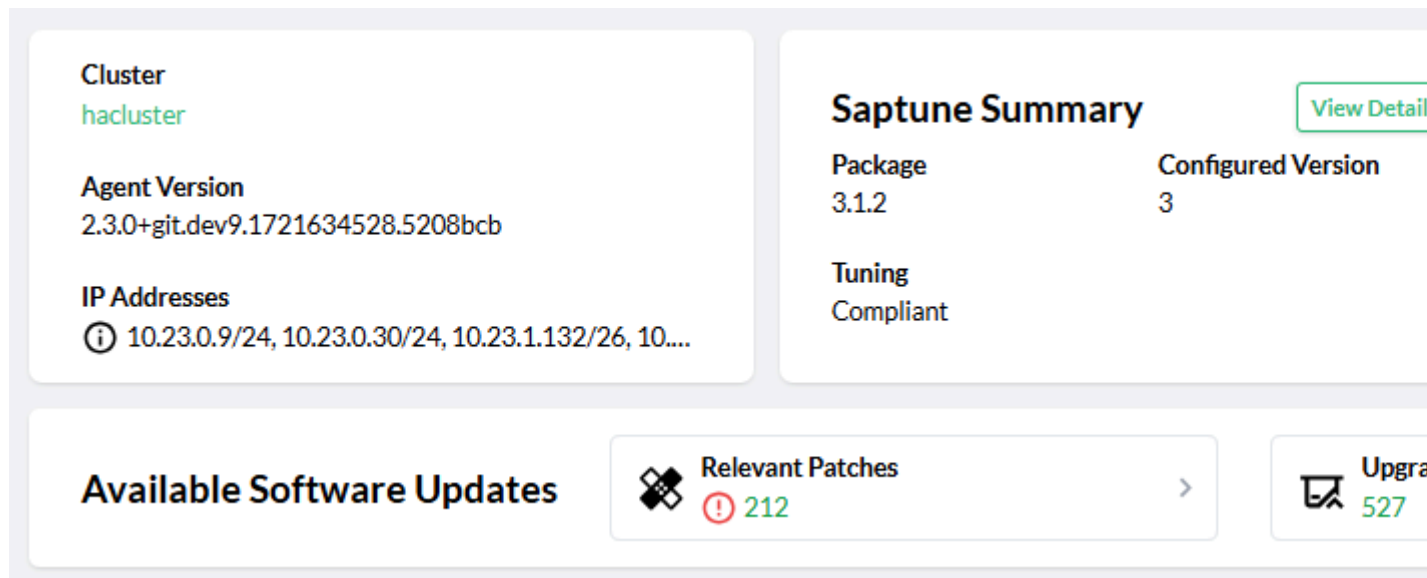 Cluster
hacluster
Agent Version
2.3.0+git.dev9.1721634528.5208bcb
IP Addresses
10.23.0.9/24, 10.23.0.30/24, 10.23.1.132/26, 10....
Saptune Summary
View Detail
Package
3.1.2
Configured Version
3
Tuning
Compliant
Available Software Updates
Relevant Patches
212
Upgra
527